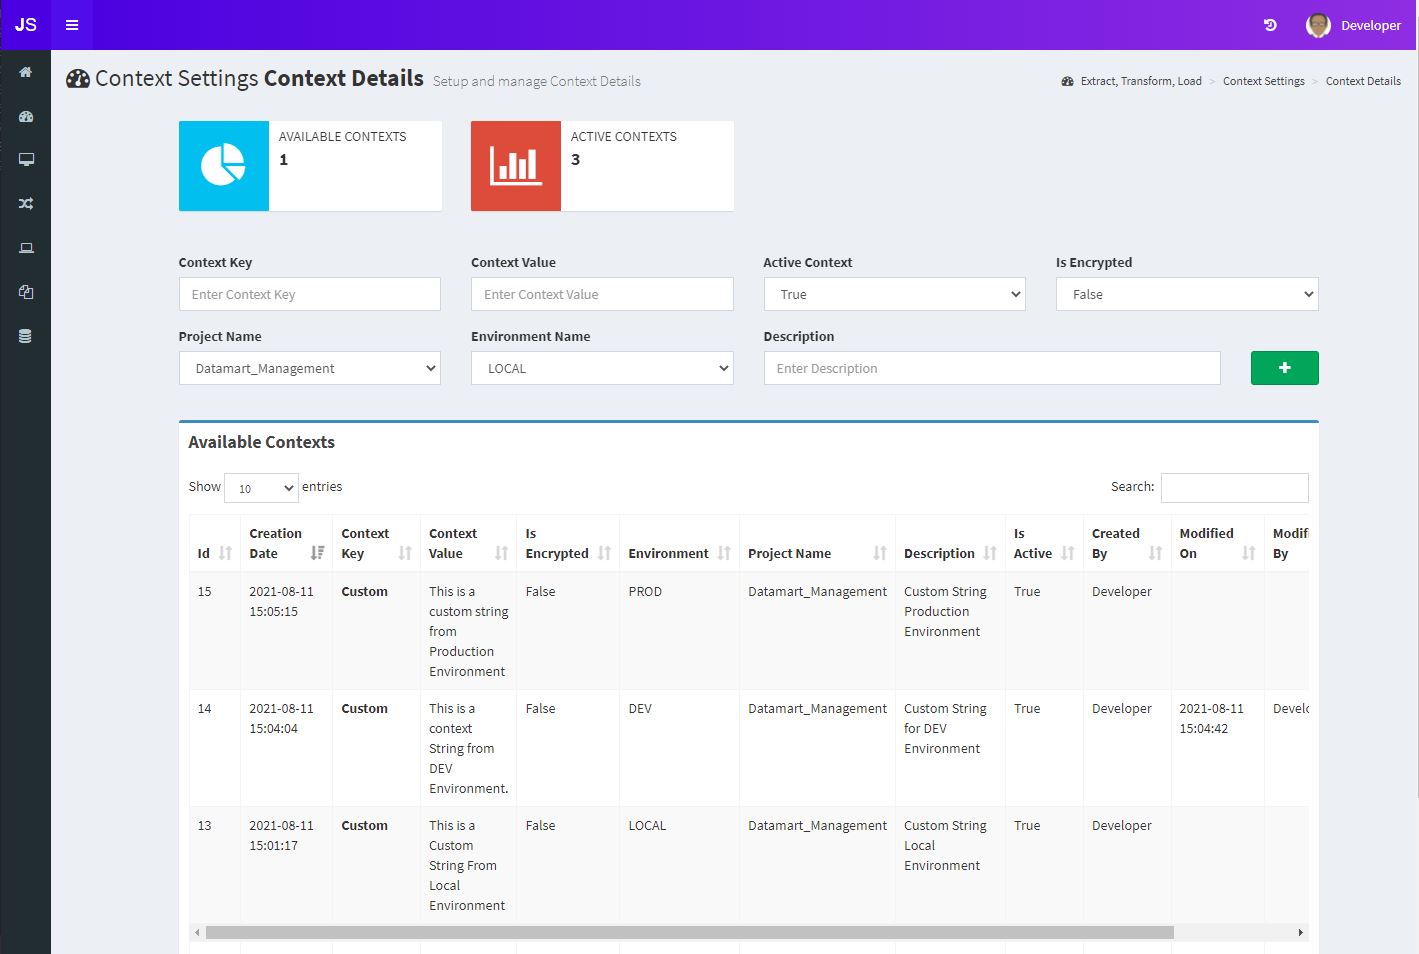 JS
Developer
Context Settings Context Details Setup and manage Context Details
Extract, Transform, Load > Context Settings > Context Details
AVAILABLE CONTEXTS
1
ACTIVE CONTEXTS
3
Context Key
Context Value
Active Context
Is Encrypted
Enter Context Key
Enter Context Value
True
False
Project Name
Environment Name
Description
Datamart_Management
LOCAL
Enter Description
+
Available Contexts
Show 10 entries
Search:
Id
Creation Date
Context Key
Context Value
Is Encrypted
Environment
Project Name
Description
Is Active
Created By
Modified On
Modifi
By
15
2021-08-11
15:05:15
Custom
This is a
custom string
from
Production
Environment
False
PROD
Datamart_Management
Custom String
Production
Environment
True
Developer
14
2021-08-11
15:04:04
Custom
This is a
context
String from
DEV
Environment.
False
DEV
Datamart_Management
Custom String
for DEV
Environment
True
Developer
2021-08-11
15:04:42
Develo
13
2021-08-11
15:01:17
Custom
This is a
Custom
String From
Local
Environment
False
LOCAL
Datamart_Management
Custom String
Local
Environment
True
Developer